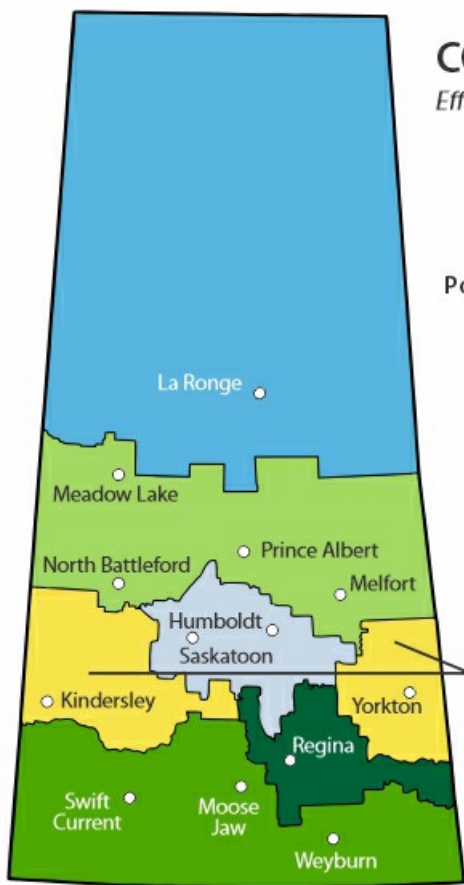 CO
Eff
Po
La Ronge
Meadow Lake
Prince Albert
North Battleford
Melfort
Humboldt
Saskatoon
Kindersley
Yorkton
Regina
Swift
Current
Moose
Jaw
Weyburn